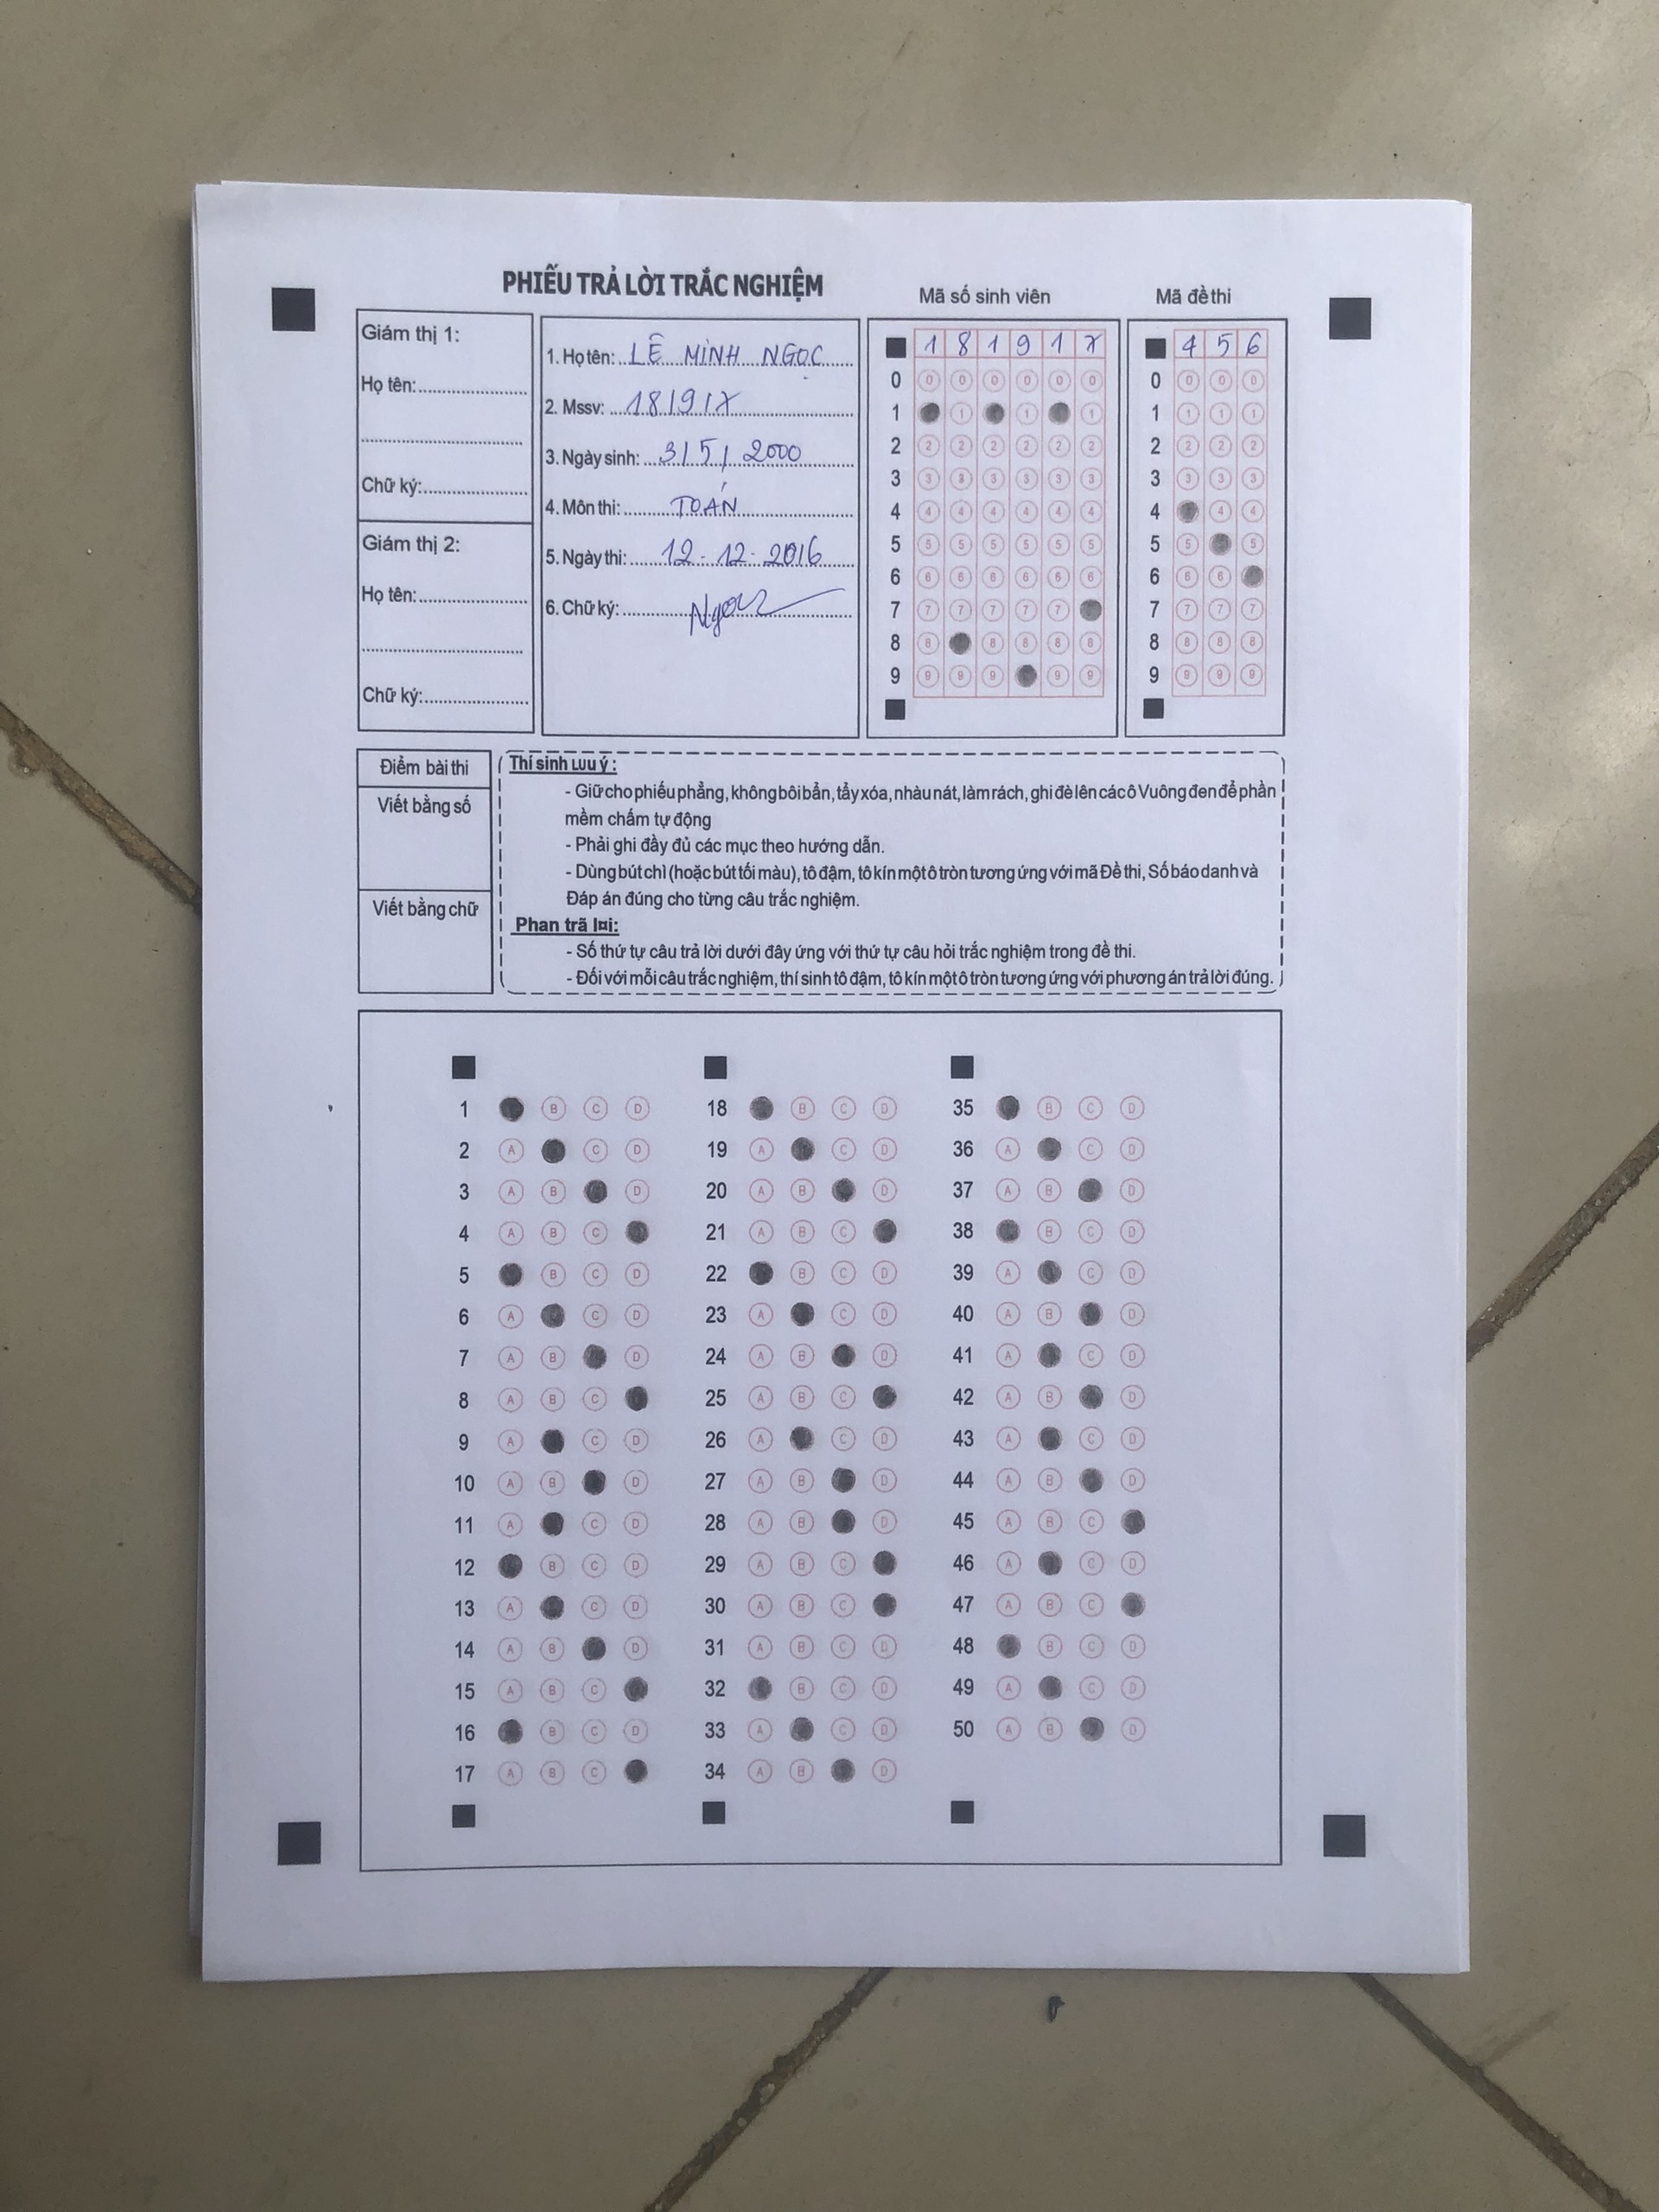 PHIẾU TRẢ LỜI TRẮC NGHIỆM
Mã số sinh viên
Mã đề thi
Giám thị 1:
Họ tên:
Chữ ký:
Giám thị 2:
Họ tên:
Chữ ký:
1. Họ tên: LÊ MINH NGỌC
2. Mssv: 181917
3. Ngày sinh: 3/5/2000
4. Môn thi: TOÁN
5. Ngày thi: 12-12-2016
6. Chữ ký: Ngọc
1 8 1 9 1 7
0 0 0 0 0 0 0
1 1 1 1
2 2 2 2 2 2 2
3 3 3 3 3 3 3
4 4 4 4 4 4 4
5 5 5 5 5 5 5
6 6 6 6 6 6 6
7 7 7 7 7 7
8 8 8 8 8 8
9 9 9 9 9 9
4 5 6
0 0 0 0
1 1 1 1
2 2 2 2
3 3 3 3
4 4 4
5 5 5
6 6 6
7 7 7 7
8 8 8 8
9 9 9 9
Điểm bài thi
Viết bằng số
Viết bằng chữ
Thí sinh Lưu ý:
- Giữ cho phiếu phẳng, không bôi bẩn, tẩy xóa, nhàu nát, làm rách, ghi đè lên các ô Vuông đen để phần
mềm chấm tự động
- Phải ghi đầy đủ các mục theo hướng dẫn.
- Dùng bút chì (hoặc bút tối màu), tô đậm, tô kín một ô tròn tương ứng với mã Đề thi, Số báo danh và
Đáp án đúng cho từng câu trắc nghiệm.
Phan trã l¤i:
- Số thứ tự câu trả lời dưới đây ứng với thứ tự câu hỏi trắc nghiệm trong đề thi.
- Đối với mỗi câu trắc nghiệm, thí sinh tô đậm, tô kín một ô tròn tương ứng với phương án trả lời đúng.
1 B C D
2 A C D
3 A B D
4 A B C
5 B C D
6 A C D
7 A B D
8 A B C
9 A C D
10 A B D
11 A C D
12 B C D
13 A C D
14 A B D
15 A B C
16 B C D
17 A B C
18 B C D
19 A C D
20 A B D
21 A B C
22 B C D
23 A C D
24 A B D
25 A B C
26 A C D
27 A B D
28 A B D
29 A B C
30 A B C
31 A B C D
32 B C D
33 A C D
34 A B D
35 B C D
36 A C D
37 A B D
38 B C D
39 A C D
40 A B D
41 A C D
42 A B D
43 A C D
44 A B D
45 A B C
46 A C D
47 A B C
48 B C D
49 A C D
50 A B D